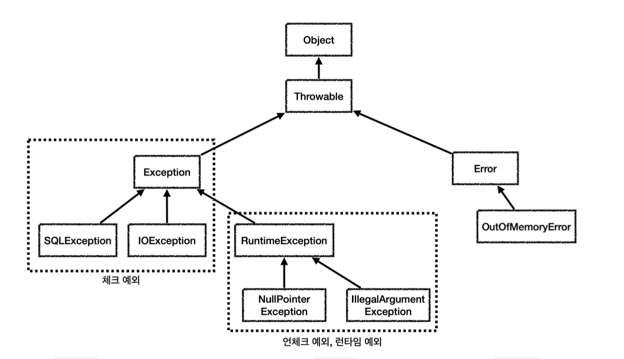 Object
Throwable
Exception
Error
SQLException
IOException
RuntimeException
OutOfMemoryError
체크 예외
NullPointer
Exception
IllegalArgument
Exception
언체크 예외, 런타임 예외